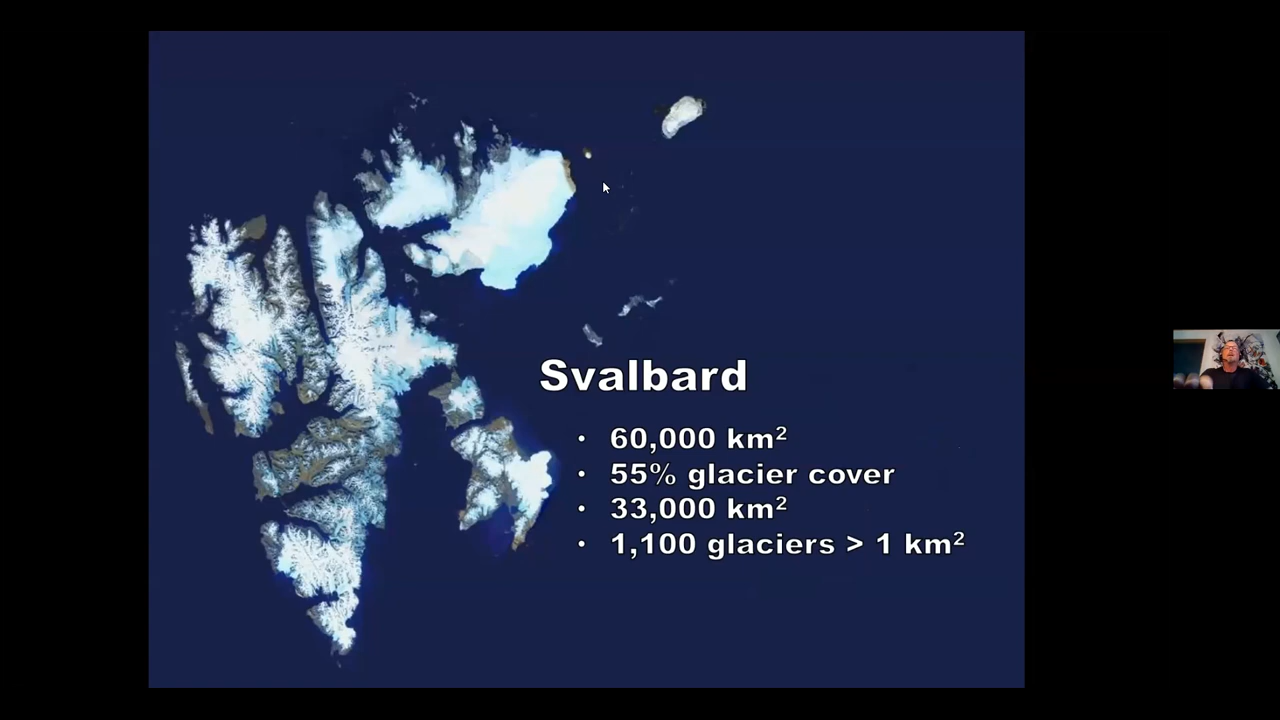 Svalbard
• 60,000 km²
• 55% glacier cover
• 33,000 km²
• 1,100 glaciers > 1 km²